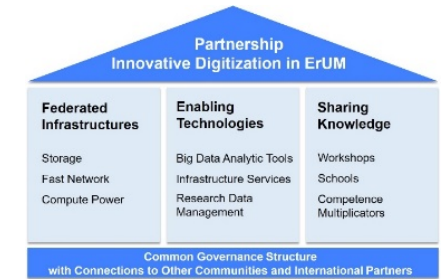 Partnership
Innovative Digitization in ErUM
Federated
Infrastructures
Storage
Fast Network
Compute Power
Enabling
Technologies
Big Data Analytic Tools
Infrastructure Services
Research Data
Management
Sharing
Knowledge
Workshops
Schools
Competence
Multiplicators
Common Governance Structure
with Connections to Other Communities and International Partners